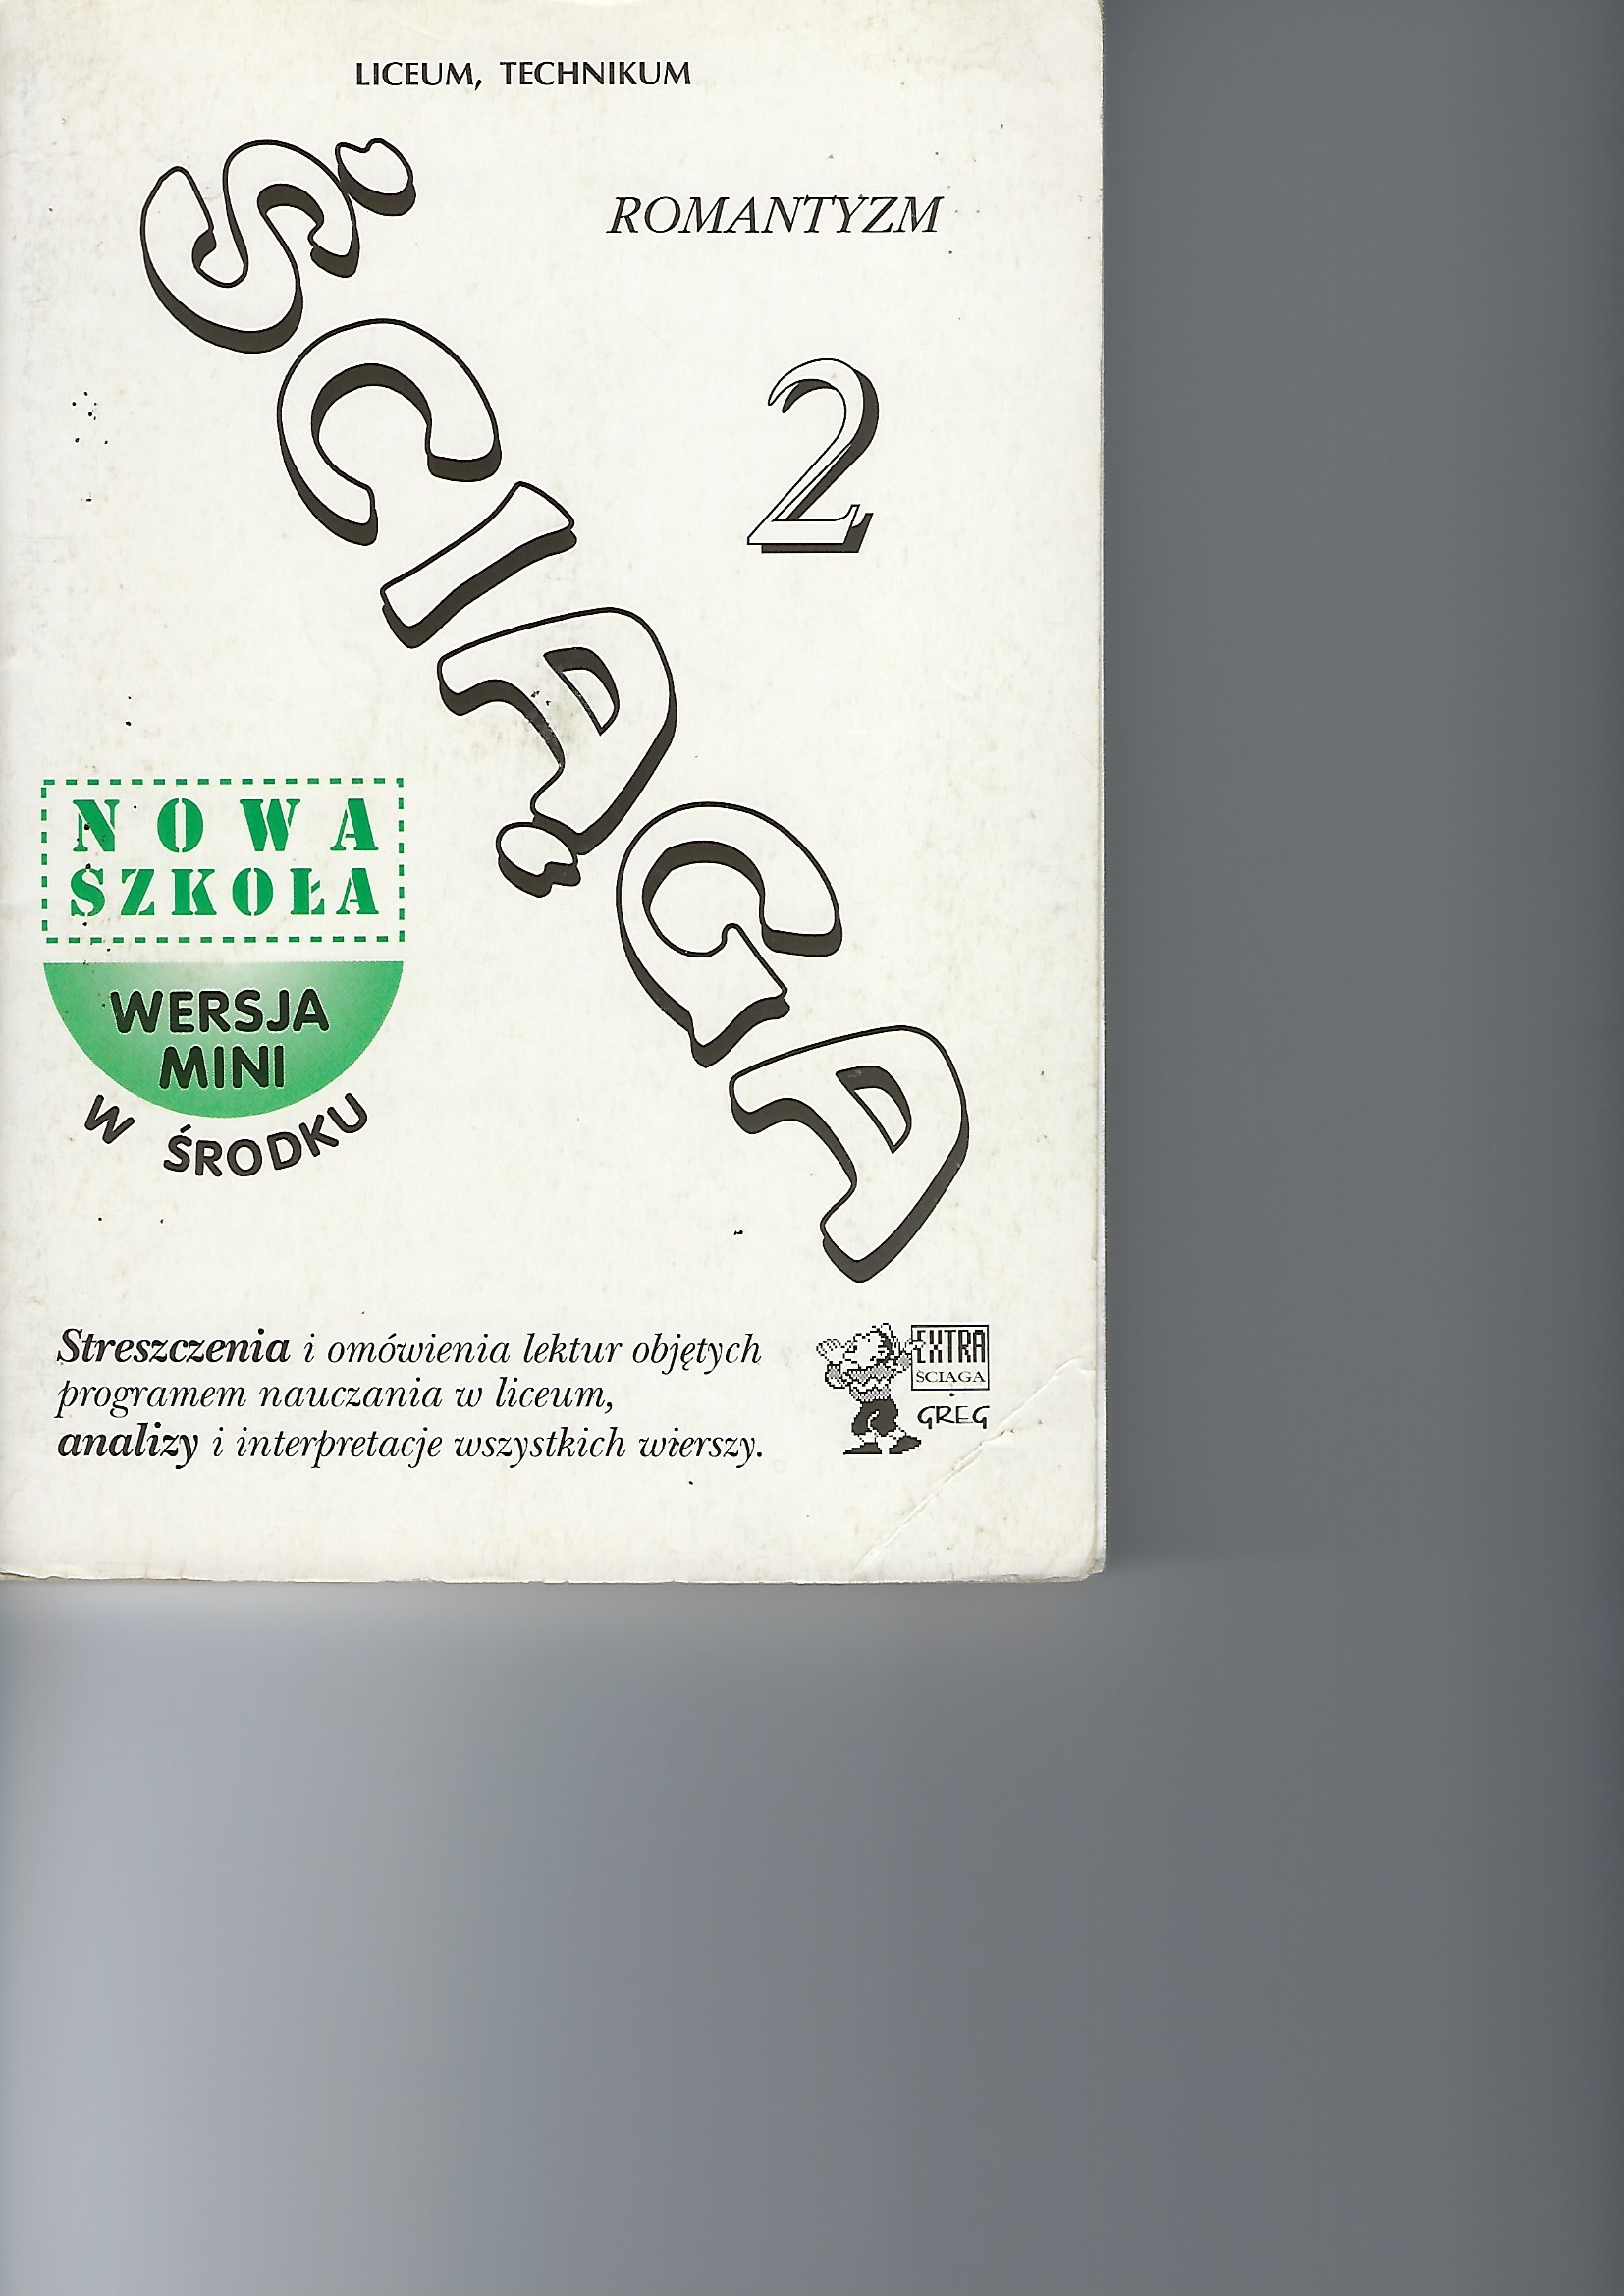 LICEUM, TECHNIKUM
ŚCIĄGA
ROMANTYZM
2
NOWA
SZKOŁA
WERSJA
MINI
W ŚRODKU
Streszczenia i omówienia lektur objętych
programem nauczania w liceum,
analizy i interpretacje wszystkich wierszy.
EXTRA
ŚCIĄGA
GREG